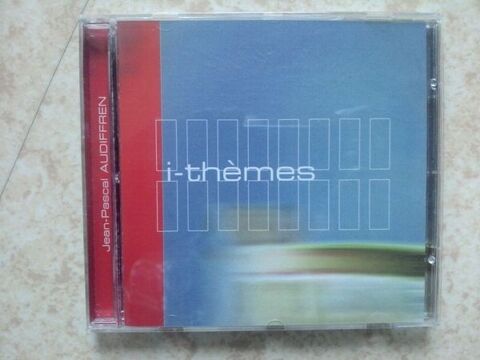 Jean-Pascal AUDIFFREN
i-thèmes